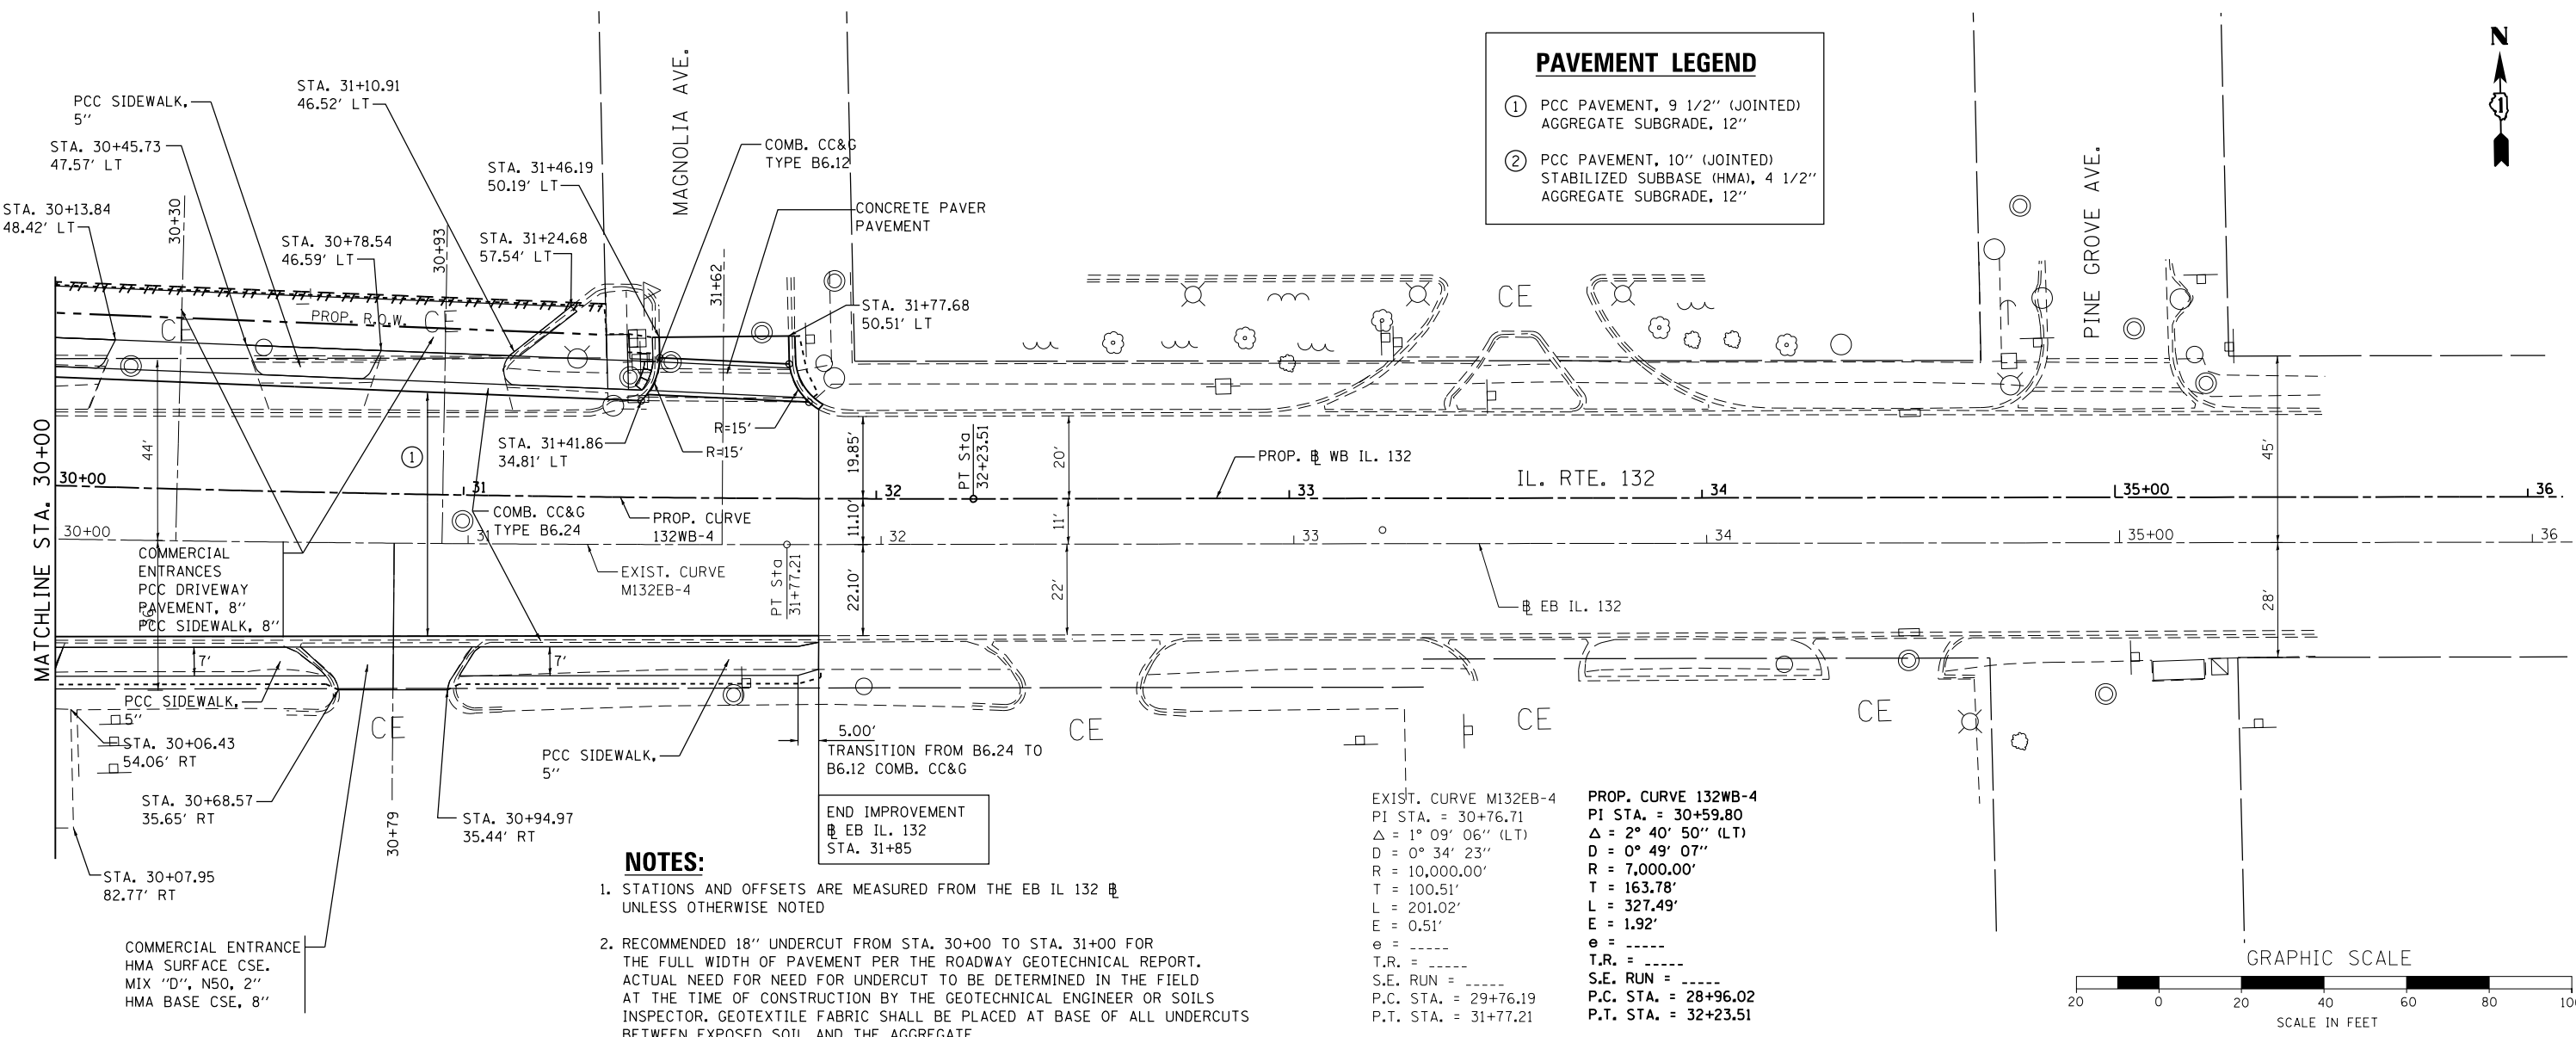 PCC SIDEWALK,
5''
STA. 31+10.91
46.52' LT
STA. 30+45.73
47.57' LT
STA. 30+13.84
48.42' LT
30+30
STA. 30+78.54
46.59' LT
30+93
STA. 31+24.68
57.54' LT
STA. 31+46.19
50.19' LT
MAGNOLIA AVE.
COMB. CC&G
TYPE B6.12
CONCRETE PAVER
PAVEMENT
31+62
STA. 31+77.68
50.51' LT
PROP. R.O.W.
CE
CE
PAVEMENT LEGEND
1 PCC PAVEMENT, 9 1/2'' (JOINTED)
AGGREGATE SUBGRADE, 12''
2 PCC PAVEMENT, 10'' (JOINTED)
STABILIZED SUBBASE (HMA), 4 1/2''
AGGREGATE SUBGRADE, 12''
N
1
CE
PINE GROVE AVE.
MATCHLINE STA. 30+00
44'
1
STA. 31+41.86
34.81' LT
R=15'
R=15'
19.85'
PT Sta
32+23.51
20'
PROP. BL WB IL. 132
IL. RTE. 132
45'
30+00
31
32
33
34
35+00
36
COMB. CC&G
TYPE B6.24
PROP. CURVE
132WB-4
11.10'
11'
30+00
31
32
33
34
35+00
36
COMMERCIAL
ENTRANCES
PCC DRIVEWAY
PAVEMENT, 8''
PCC SIDEWALK, 8''
36'
EXIST. CURVE
M132EB-4
PT Sta
31+77.21
22.10'
22'
BL EB IL. 132
28'
7'
7'
PCC SIDEWALK,
5''
CE
STA. 30+06.43
54.06' RT
PCC SIDEWALK,
5''
5.00'
TRANSITION FROM B6.24 TO
B6.12 COMB. CC&G
CE
CE
CE
STA. 30+68.57
35.65' RT
30+79
STA. 30+94.97
35.44' RT
END IMPROVEMENT
BL EB IL. 132
STA. 31+85
STA. 30+07.95
82.77' RT
COMMERCIAL ENTRANCE
HMA SURFACE CSE.
MIX "D", N50, 2''
HMA BASE CSE, 8''
NOTES:
1. STATIONS AND OFFSETS ARE MEASURED FROM THE EB IL 132 BL
UNLESS OTHERWISE NOTED
2. RECOMMENDED 18'' UNDERCUT FROM STA. 30+00 TO STA. 31+00 FOR
THE FULL WIDTH OF PAVEMENT PER THE ROADWAY GEOTECHNICAL REPORT.
ACTUAL NEED FOR NEED FOR UNDERCUT TO BE DETERMINED IN THE FIELD
AT THE TIME OF CONSTRUCTION BY THE GEOTECHNICAL ENGINEER OR SOILS
INSPECTOR. GEOTEXTILE FABRIC SHALL BE PLACED AT BASE OF ALL UNDERCUTS
BETWEEN EXPOSED SOIL AND THE AGGREGATE
EXIST. CURVE M132EB-4
PI STA. = 30+76.71
Δ = 1° 09' 06'' (LT)
D = 0° 34' 23''
R = 10,000.00'
T = 100.51'
L = 201.02'
E = 0.51'
e = _____
T.R. = _____
S.E. RUN = _____
P.C. STA. = 29+76.19
P.T. STA. = 31+77.21
PROP. CURVE 132WB-4
PI STA. = 30+59.80
Δ = 2° 40' 50'' (LT)
D = 0° 49' 07''
R = 7,000.00'
T = 163.78'
L = 327.49'
E = 1.92'
e = _____
T.R. = _____
S.E. RUN = _____
P.C. STA. = 28+96.02
P.T. STA. = 32+23.51
GRAPHIC SCALE
20 0 20 40 60 80
SCALE IN FEET